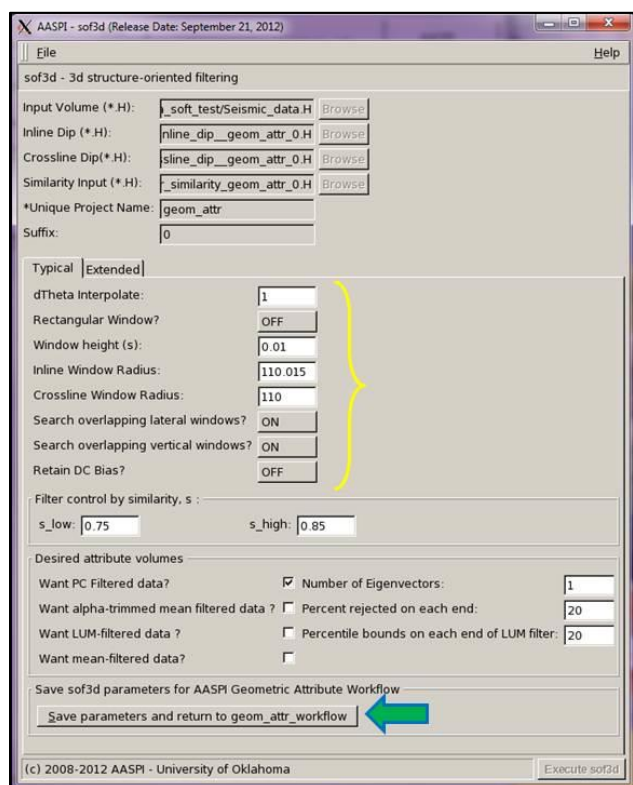 AASPI - sof3d (Release Date: September 21, 2012)
File Help
sof3d - 3d structure-oriented filtering
Input Volume (*.H): )_soft_test/Seismic_data.H Browse
Inline Dip (*.H): nline_dip__geom_attr_0.H Browse
Crossline Dip(*.H): ssline_dip__geom_attr_0.H Browse
Similarity Input (*.H): r_similarity_geom_attr_0.H Browse
*Unique Project Name: geom_attr
Suffix: 0
Typical Extended
dTheta Interpolate: 1
Rectangular Window? OFF
Window height (s): 0.01
Inline Window Radius: 110.015
Crossline Window Radius: 110
Search overlapping lateral windows? ON
Search overlapping vertical windows? ON
Retain DC Bias? OFF
Filter control by similarity, s :
s_low: 0.75 s_high: 0.85
Desired attribute volumes
Want PC Filtered data? Number of Eigenvectors: 1
Want alpha-trimmed mean filtered data ? Percent rejected on each end: 20
Want LUM-filtered data ? Percentile bounds on each end of LUM filter: 20
Want mean-filtered data?
Save sof3d parameters for AASPI Geometric Attribute Workflow
Save parameters and return to geom_attr_workflow
(c) 2008-2012 AASPI - University of Oklahoma Execute sof3d